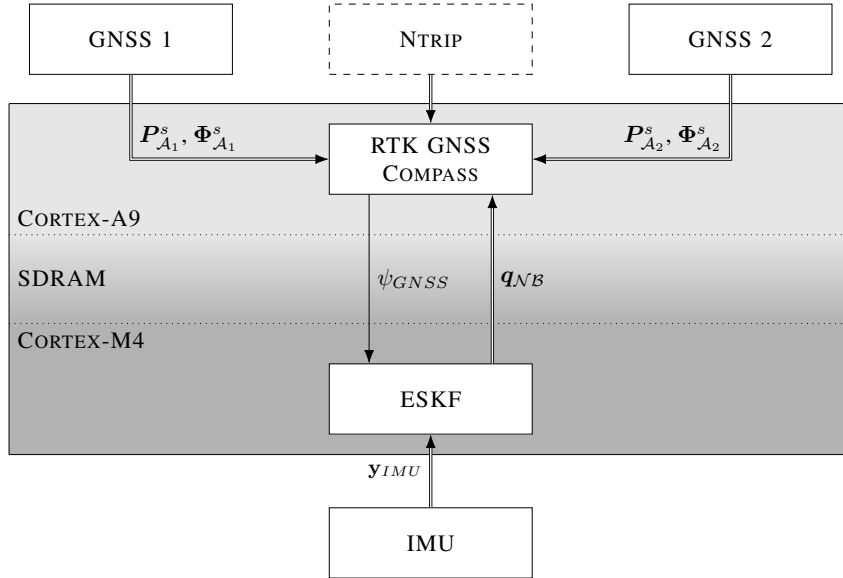 GNSS 1
NTRIP
GNSS 2
P^s_{A_1}, Φ^s_{A_1}
P^s_{A_2}, Φ^s_{A_2}
RTK GNSS
COMPASS
CORTEX-A9
SDRAM
ψ_{GNSS}
q_{NB}
CORTEX-M4
ESKF
y_{IMU}
IMU